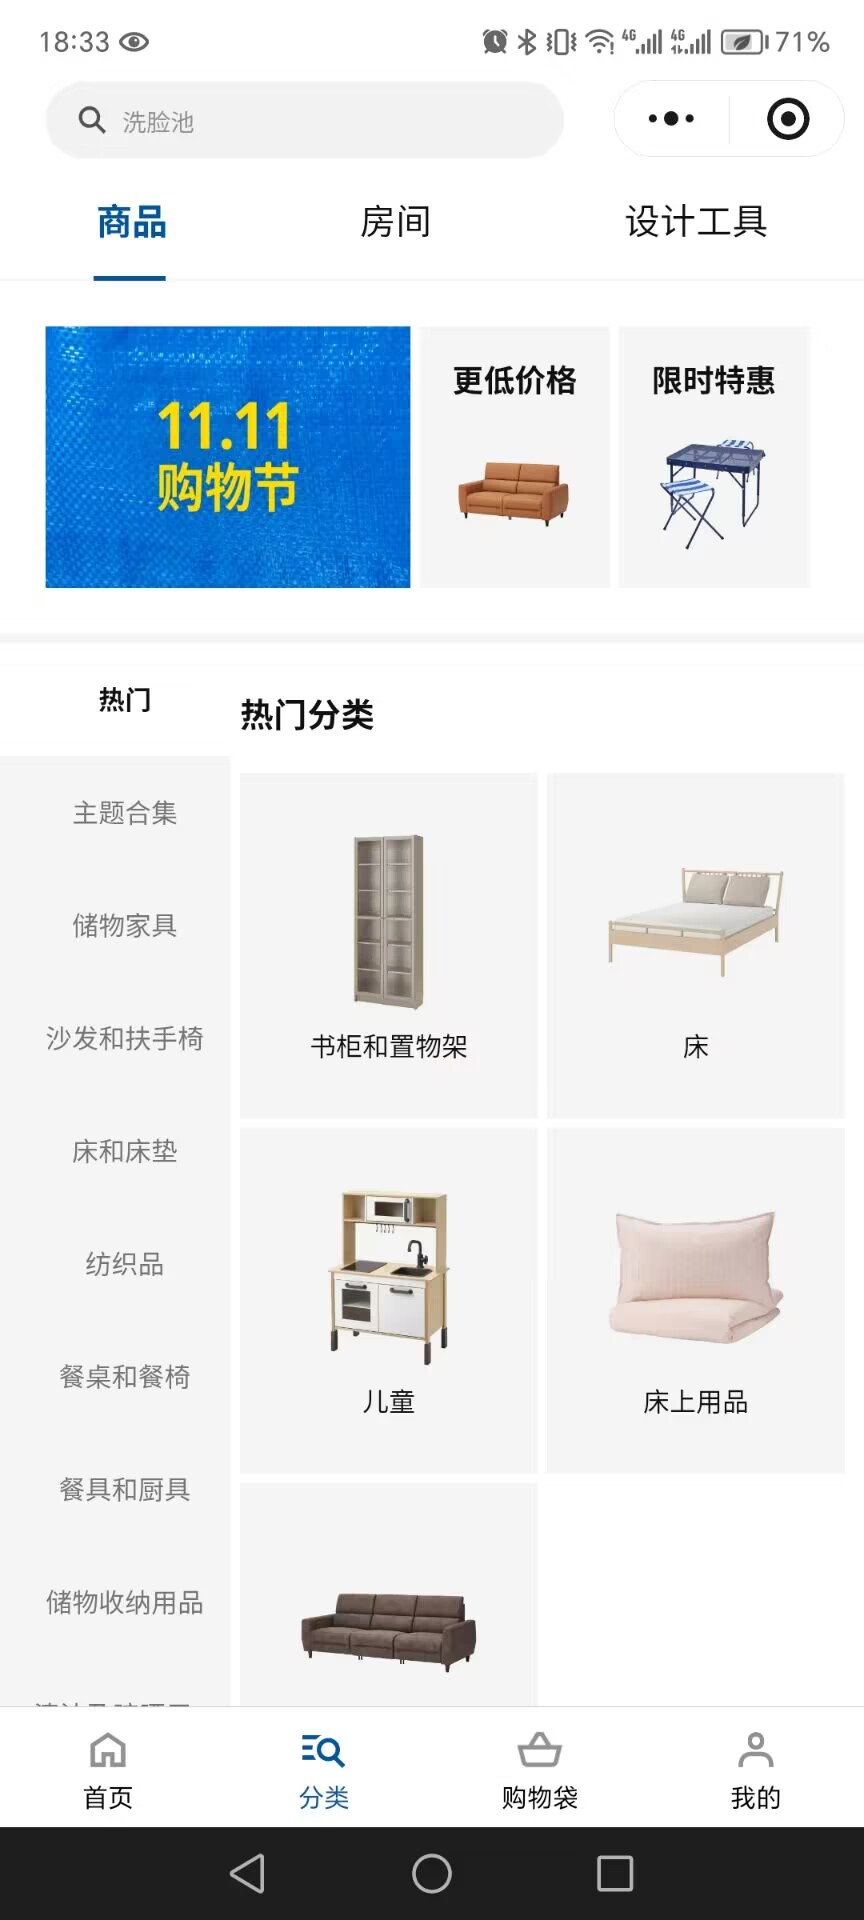 18:33
4G 4G 71%
洗脸池
商品 房间 设计工具
11.11
购物节
更低价格
限时特惠
热门
热门分类
主题合集
储物家具
沙发和扶手椅
床和床垫
纺织品
餐桌和餐椅
餐具和厨具
储物收纳用品
书柜和置物架
床
儿童
床上用品
首页 分类 购物袋 我的